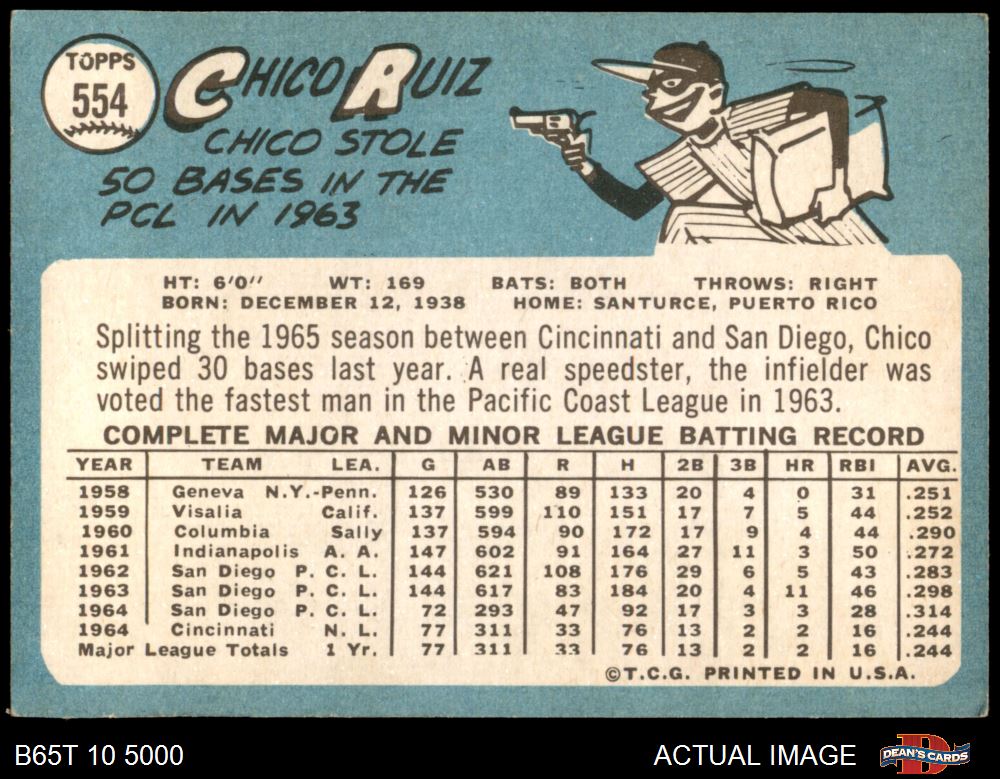 TOPPS
554
CHICO RUIZ
CHICO STOLE
50 BASES IN THE
PCL IN 1963
HT: 6'0" WT: 169 BATS: BOTH THROWS: RIGHT
BORN: DECEMBER 12, 1938 HOME: SANTURCE, PUERTO RICO
Splitting the 1965 season between Cincinnati and San Diego, Chico
swiped 30 bases last year. A real speedster, the infielder was
voted the fastest man in the Pacific Coast League in 1963.
COMPLETE MAJOR AND MINOR LEAGUE BATTING RECORD
YEAR TEAM LEA. G AB R H 2B 3B HR RBI AVG.
1958 Geneva N.Y.-Penn. 126 530 89 133 20 4 0 31 .251
1959 Visalia Calif. 137 599 110 151 17 7 5 44 .252
1960 Columbia Sally 137 594 90 172 17 9 4 44 .290
1961 Indianapolis A. A. 147 602 91 164 27 11 3 50 .272
1962 San Diego P. C. L. 144 621 108 176 29 6 5 43 .283
1963 San Diego P. C. L. 144 617 83 184 20 4 11 46 .298
1964 San Diego P. C. L. 72 293 47 92 17 3 3 28 .314
1964 Cincinnati N. L. 77 311 33 76 13 2 2 16 .244
Major League Totals 1 Yr. 77 311 33 76 13 2 2 16 .244
©T.C.G. PRINTED IN U.S.A.
B65T 10 5000 ACTUAL IMAGE DEAN'S CARDS